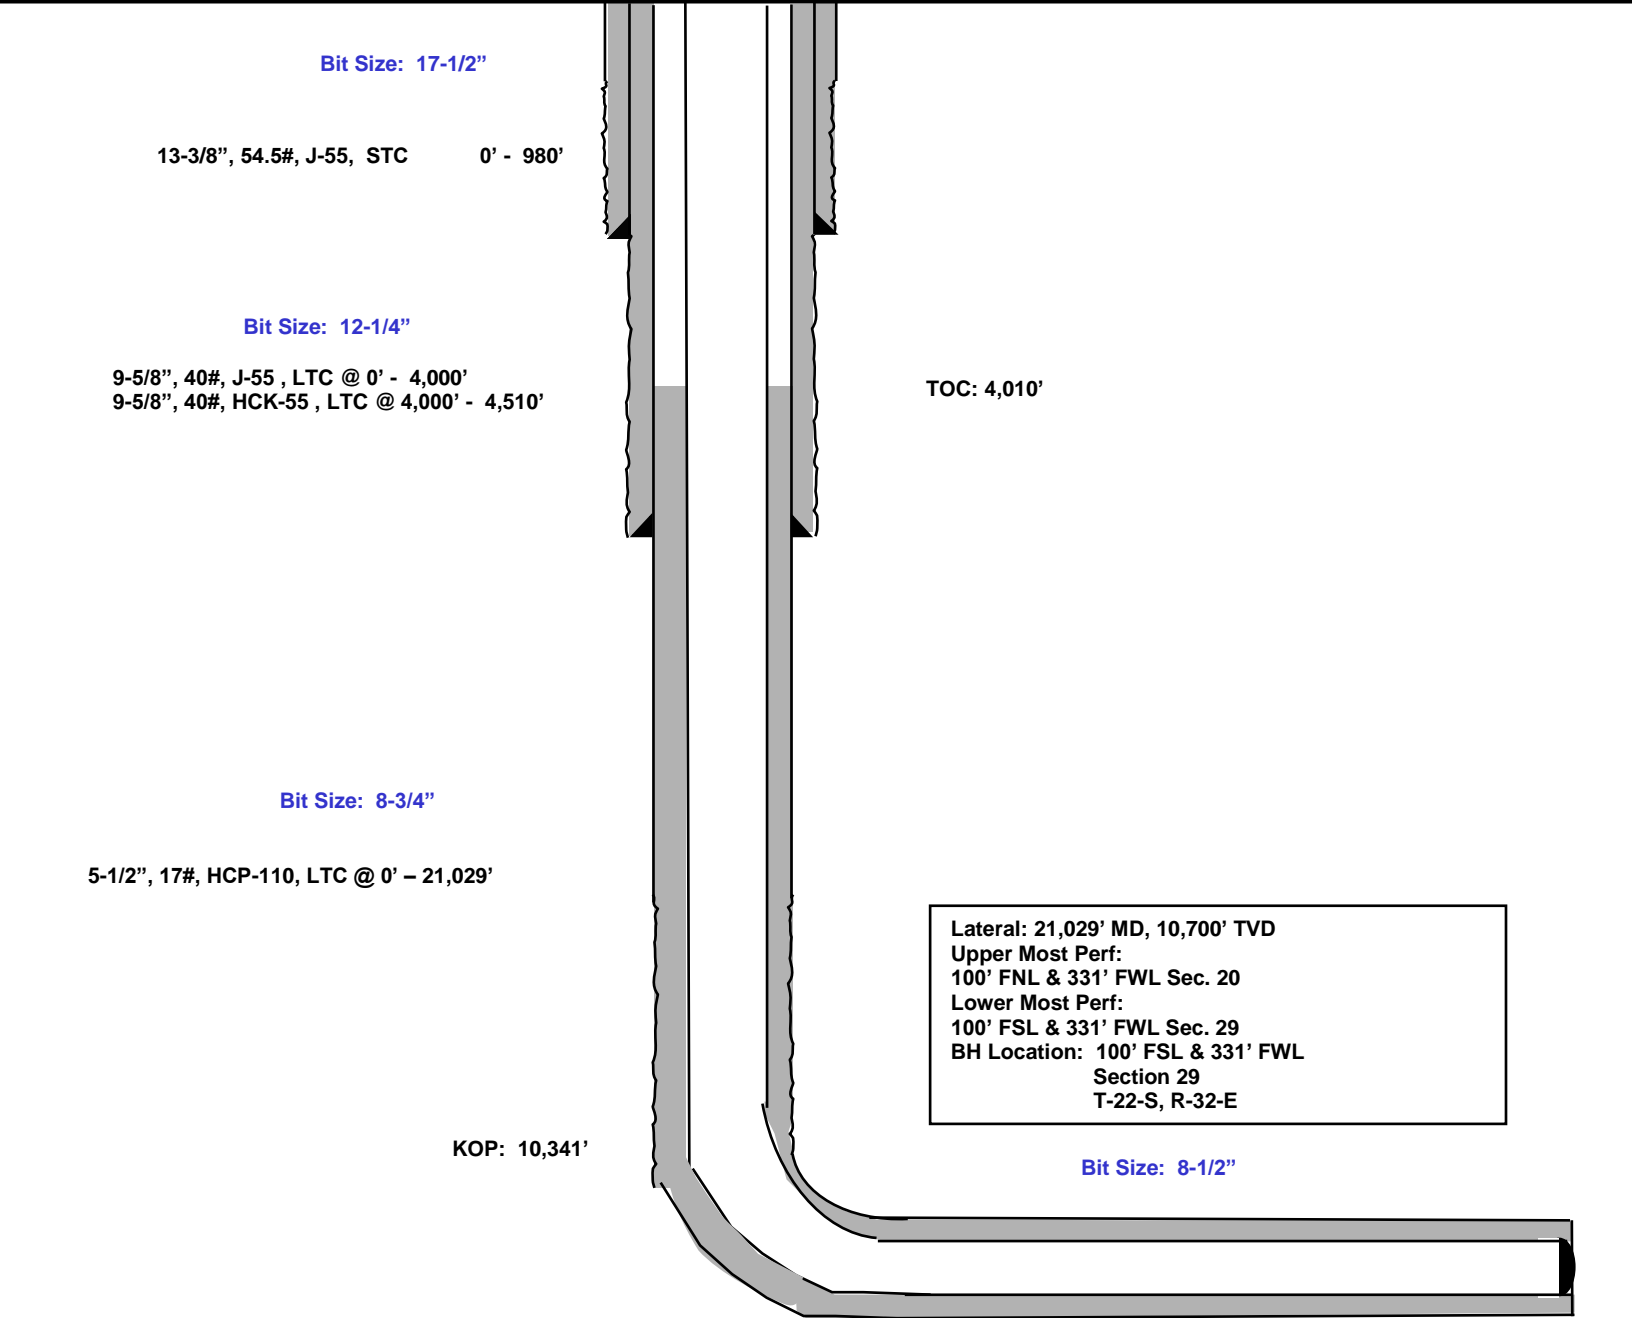 Bit Size: 17-1/2”
13-3/8”, 54.5#, J-55, STC 0’ - 980’
Bit Size: 12-1/4”
9-5/8”, 40#, J-55 , LTC @ 0’ - 4,000’
9-5/8”, 40#, HCK-55 , LTC @ 4,000’ - 4,510’
TOC: 4,010’
Bit Size: 8-3/4”
5-1/2”, 17#, HCP-110, LTC @ 0’ – 21,029’
Lateral: 21,029’ MD, 10,700’ TVD
Upper Most Perf:
100’ FNL & 331’ FWL Sec. 20
Lower Most Perf:
100’ FSL & 331’ FWL Sec. 29
BH Location: 100’ FSL & 331’ FWL
Section 29
T-22-S, R-32-E
KOP: 10,341’
Bit Size: 8-1/2”